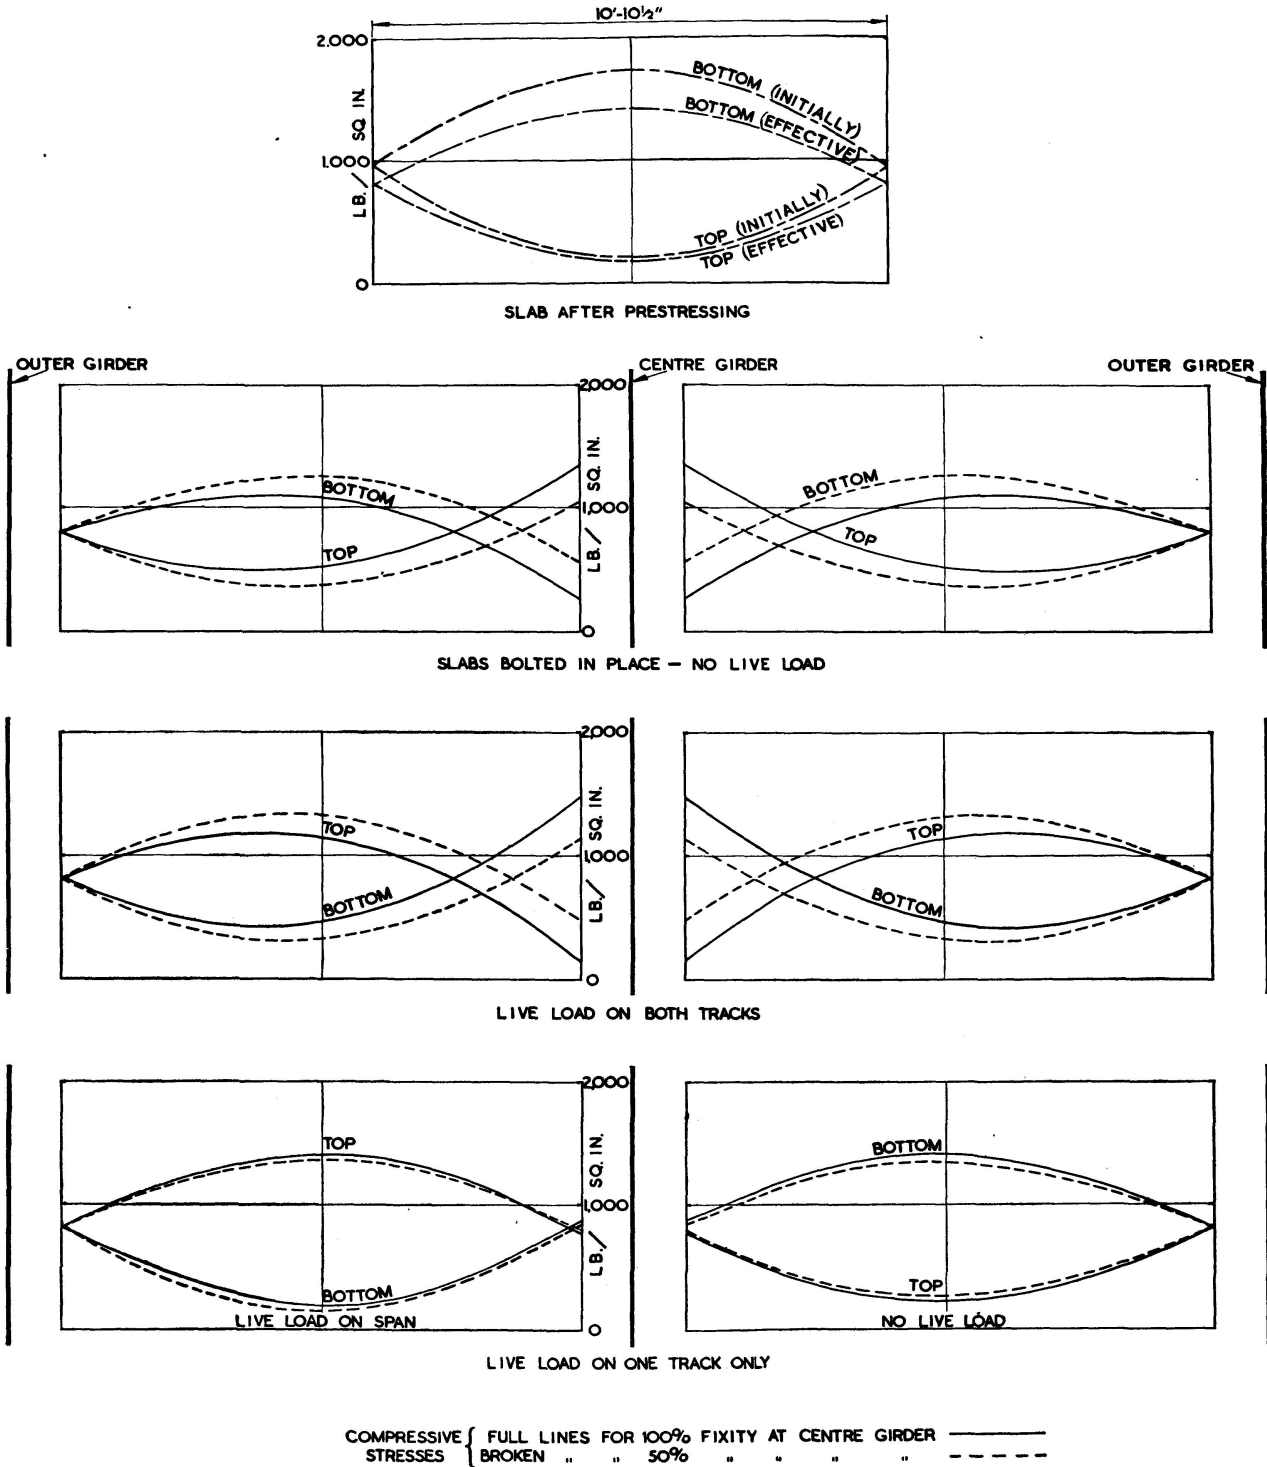 10'-10½"
2.000
BOTTOM (INITIALLY)
BOTTOM (EFFECTIVE)
1.000
LB./ SQ. IN.
TOP (INITIALLY)
TOP (EFFECTIVE)
0
SLAB AFTER PRESTRESSING
OUTER GIRDER
CENTRE GIRDER
OUTER GIRDER
2,000
BOTTOM
1,000
LB./ SQ. IN.
TOP
0
BOTTOM
TOP
SLABS BOLTED IN PLACE — NO LIVE LOAD
2,000
TOP
1,000
LB./ SQ. IN.
BOTTOM
0
TOP
BOTTOM
LIVE LOAD ON BOTH TRACKS
2,000
TOP
1,000
LB./ SQ. IN.
BOTTOM
LIVE LOAD ON SPAN
0
BOTTOM
TOP
NO LIVE LOAD
LIVE LOAD ON ONE TRACK ONLY
COMPRESSIVE { FULL LINES FOR 100% FIXITY AT CENTRE GIRDER
STRESSES { BROKEN " " 50% " " " "